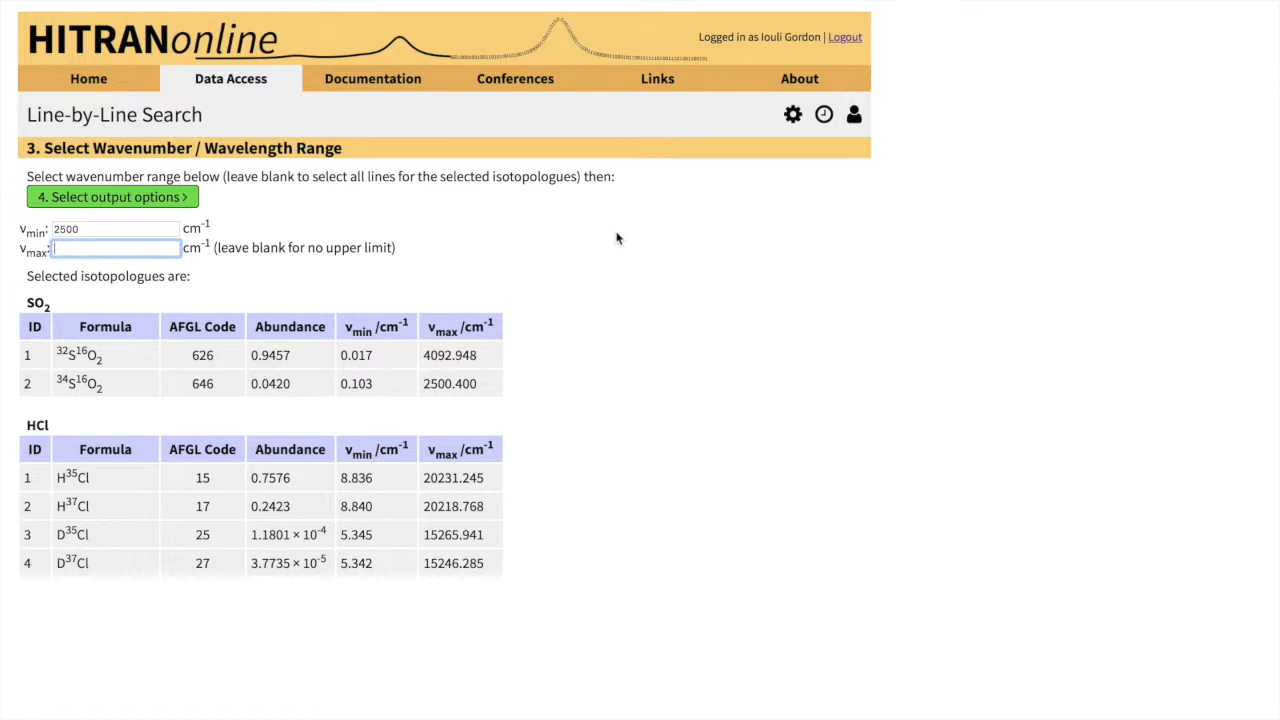 HITRANonline
Logged in as Iouli Gordon | Logout
Home Data Access Documentation Conferences Links About
Line-by-Line Search
3. Select Wavenumber / Wavelength Range
Select wavenumber range below (leave blank to select all lines for the selected isotopologues) then:
4. Select output options >
νmin: 2500 cm-1
νmax: cm-1 (leave blank for no upper limit)
Selected isotopologues are:
SO2
ID Formula AFGL Code Abundance νmin /cm-1 νmax /cm-1
1 32S16O2 626 0.9457 0.017 4092.948
2 34S16O2 646 0.0420 0.103 2500.400
HCl
ID Formula AFGL Code Abundance νmin /cm-1 νmax /cm-1
1 H35Cl 15 0.7576 8.836 20231.245
2 H37Cl 17 0.2423 8.840 20218.768
3 D35Cl 25 1.1801 × 10-4 5.345 15265.941
4 D37Cl 27 3.7735 × 10-5 5.342 15246.285